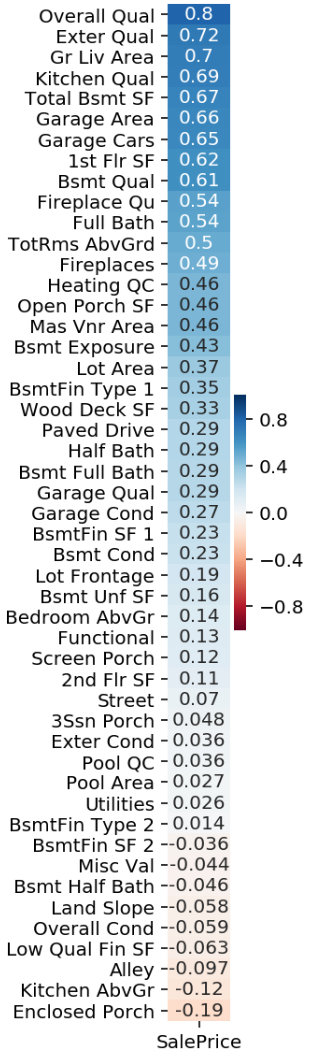 Overall Qual 0.8
Exter Qual 0.72
Gr Liv Area 0.7
Kitchen Qual 0.69
Total Bsmt SF 0.67
Garage Area 0.66
Garage Cars 0.65
1st Flr SF 0.62
Bsmt Qual 0.61
Fireplace Qu 0.54
Full Bath 0.54
TotRms AbvGrd 0.5
Fireplaces 0.49
Heating QC 0.46
Open Porch SF 0.46
Mas Vnr Area 0.46
Bsmt Exposure 0.43
Lot Area 0.37
BsmtFin Type 1 0.35
Wood Deck SF 0.33
Paved Drive 0.29
Half Bath 0.29
Bsmt Full Bath 0.29
Garage Qual 0.29
Garage Cond 0.27
BsmtFin SF 1 0.23
Bsmt Cond 0.23
Lot Frontage 0.19
Bsmt Unf SF 0.16
Bedroom AbvGr 0.14
Functional 0.13
Screen Porch 0.12
2nd Flr SF 0.11
Street 0.07
3Ssn Porch 0.048
Exter Cond 0.036
Pool QC 0.036
Pool Area 0.027
Utilities 0.026
BsmtFin Type 2 0.014
BsmtFin SF 2 -0.036
Misc Val -0.044
Bsmt Half Bath -0.046
Land Slope -0.058
Overall Cond -0.059
Low Qual Fin SF -0.063
Alley -0.097
Kitchen AbvGr -0.12
Enclosed Porch -0.19
SalePrice
0.8
0.4
0.0
−0.4
−0.8